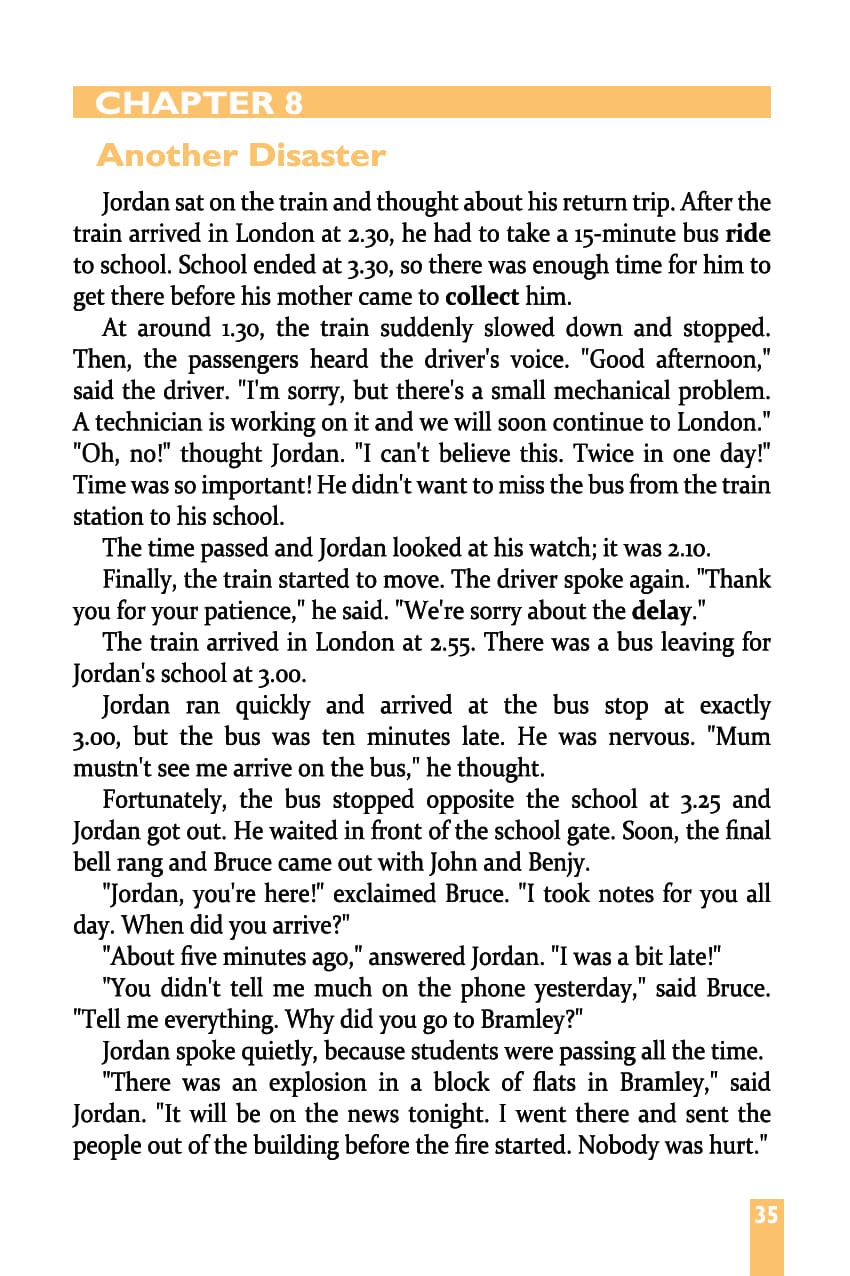 CHAPTER 8
Another Disaster
Jordan sat on the train and thought about his return trip. After the
train arrived in London at 2.30, he had to take a 15-minute bus ride
to school. School ended at 3.30, so there was enough time for him to
get there before his mother came to collect him.
At around 1.30, the train suddenly slowed down and stopped.
Then, the passengers heard the driver's voice. "Good afternoon,"
said the driver. "I'm sorry, but there's a small mechanical problem.
A technician is working on it and we will soon continue to London."
"Oh, no!" thought Jordan. "I can't believe this. Twice in one day!"
Time was so important! He didn't want to miss the bus from the train
station to his school.
The time passed and Jordan looked at his watch; it was 2.10.
Finally, the train started to move. The driver spoke again. "Thank
you for your patience," he said. "We're sorry about the delay."
The train arrived in London at 2.55. There was a bus leaving for
Jordan's school at 3.00.
Jordan ran quickly and arrived at the bus stop at exactly
3.00, but the bus was ten minutes late. He was nervous. "Mum
mustn't see me arrive on the bus," he thought.
Fortunately, the bus stopped opposite the school at 3.25 and
Jordan got out. He waited in front of the school gate. Soon, the final
bell rang and Bruce came out with John and Benjy.
"Jordan, you're here!" exclaimed Bruce. "I took notes for you all
day. When did you arrive?"
"About five minutes ago," answered Jordan. "I was a bit late!"
"You didn't tell me much on the phone yesterday," said Bruce.
"Tell me everything. Why did you go to Bramley?"
Jordan spoke quietly, because students were passing all the time.
"There was an explosion in a block of flats in Bramley," said
Jordan. "It will be on the news tonight. I went there and sent the
people out of the building before the fire started. Nobody was hurt."
35